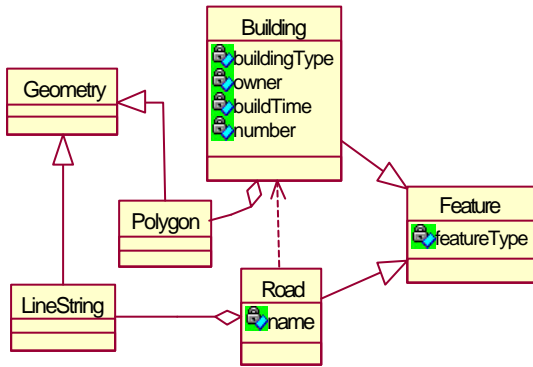 Building
buildingType
owner
buildTime
number
Geometry
Polygon
Feature
featureType
LineString
Road
name